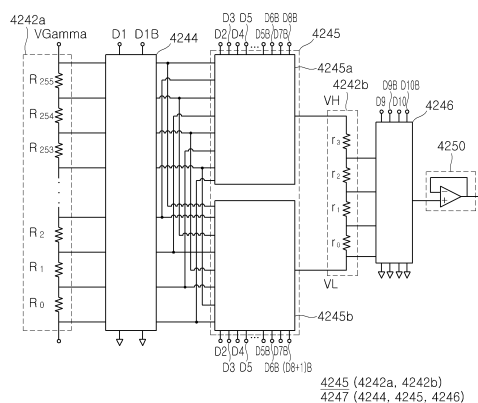 4242a
VGamma
D1 D1B
4244
D3 D5 D6B D8B
D2 D4 ... D5B D7B
4245
4245a
4242b
VH
D9B D10B
D9 D10
4246
4250
R255
R254
R253
R2
R1
R0
r3
r2
r1
r0
−
+
VL
4245b
D2 D4 ... D5B D7B
D3 D5 D6B (D8+1)B
4245 (4242a, 4242b)
4247 (4244, 4245, 4246)